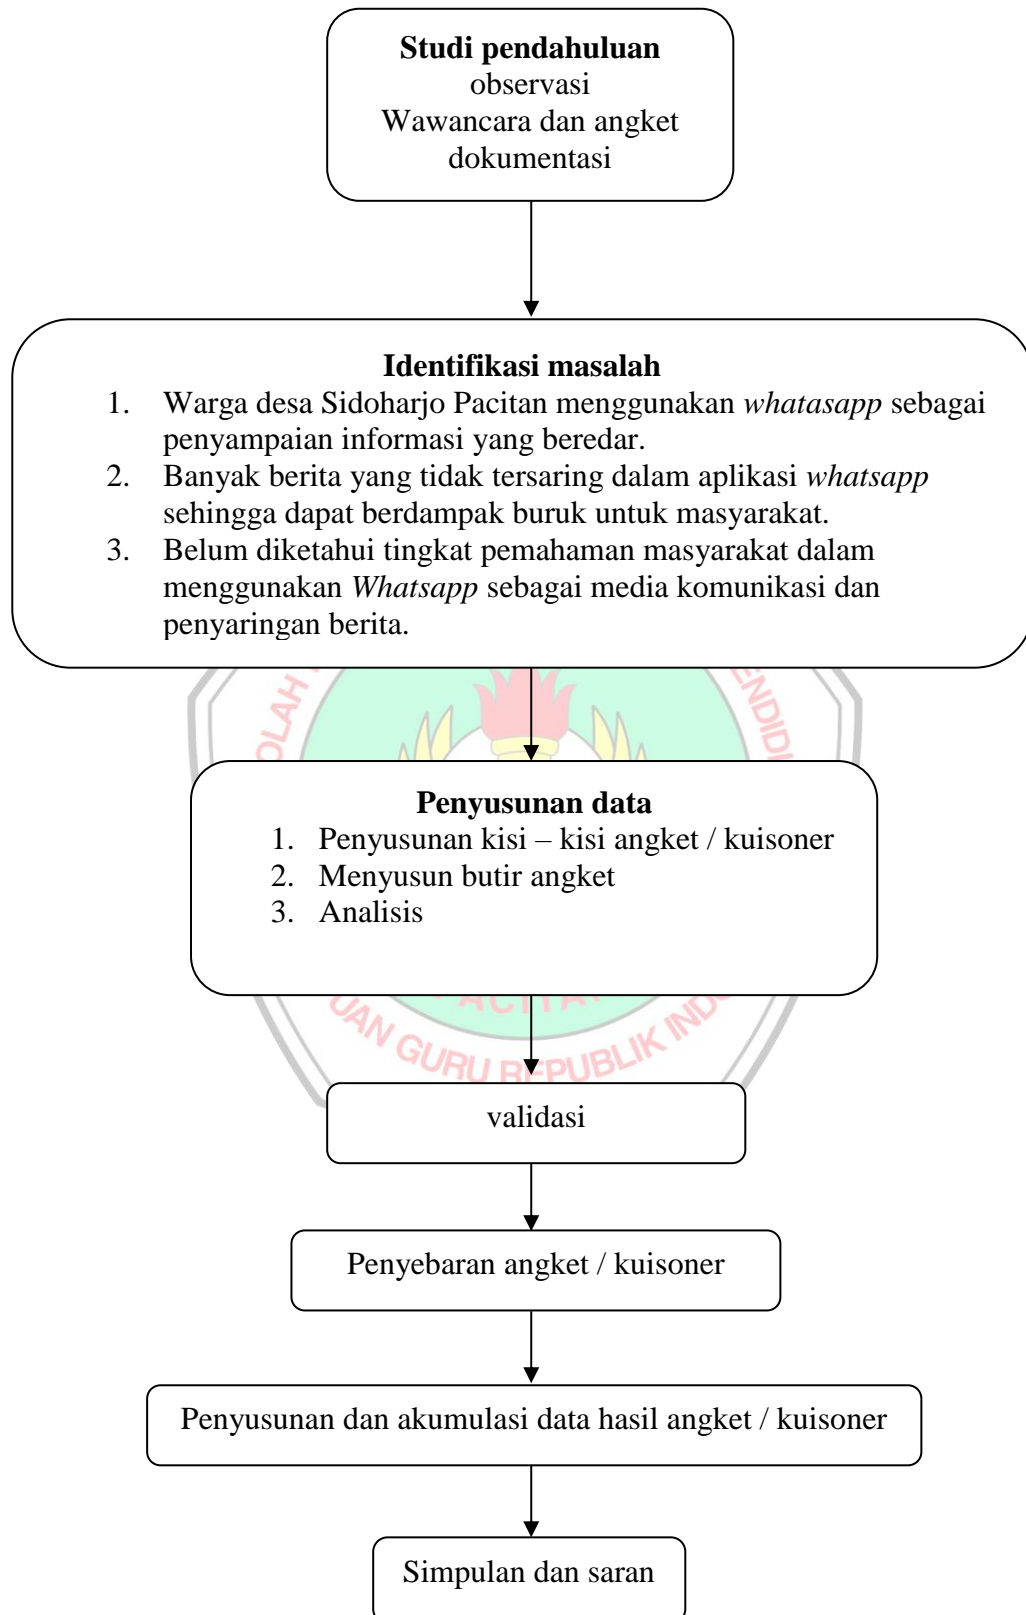 Studi pendahuluan
observasi
Wawancara dan angket
dokumentasi
Identifikasi masalah
1. Warga desa Sidoharjo Pacitan menggunakan whatasapp sebagai
penyampaian informasi yang beredar.
2. Banyak berita yang tidak tersaring dalam aplikasi whatsapp
sehingga dapat berdampak buruk untuk masyarakat.
3. Belum diketahui tingkat pemahaman masyarakat dalam
menggunakan Whatsapp sebagai media komunikasi dan
penyaringan berita.
Penyusunan data
1. Penyusunan kisi – kisi angket / kuisoner
2. Menyusun butir angket
3. Analisis
GURU REPUBLIK
validasi
Penyebaran angket / kuisoner
Penyusunan dan akumulasi data hasil angket / kuisoner
Simpulan dan saran